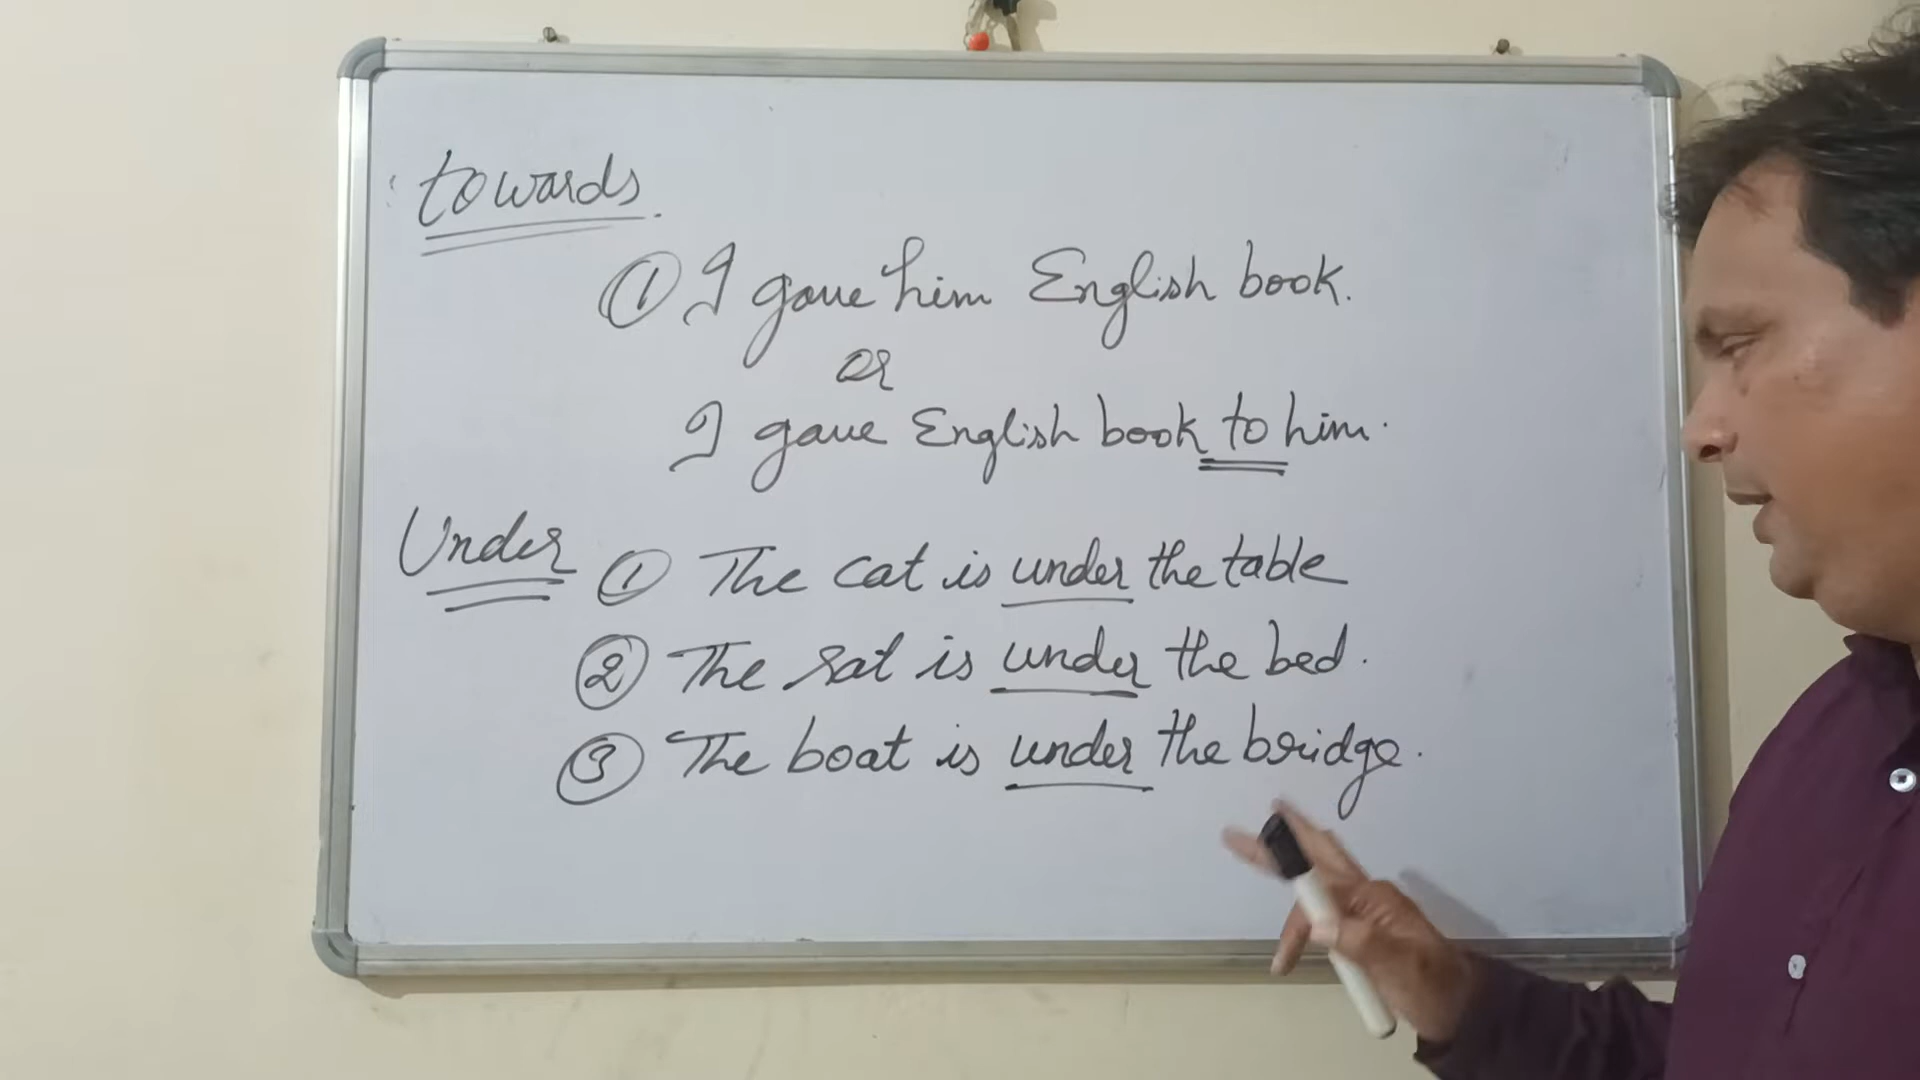 towards.
① I gave him English book.
or
I gave English book to him.
Under ① The cat is under the table
② The rat is under the bed.
③ The boat is under the bridge.